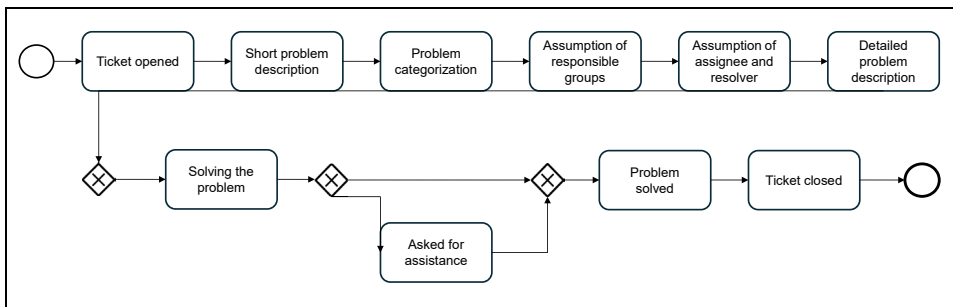 Ticket opened
Short problem
description
Problem
categorization
Assumption of
responsible
groups
Assumption of
assignee and
resolver
Detailed
problem
description
Solving the
problem
Problem
solved
Ticket closed
Asked for
assistance